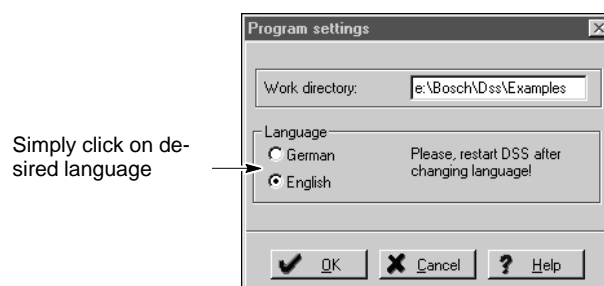 Program settings
Work directory: e:\Bosch\Dss\Examples
Simply click on de-
sired language
Language
German
English
Please, restart DSS after
changing language!
OK Cancel Help